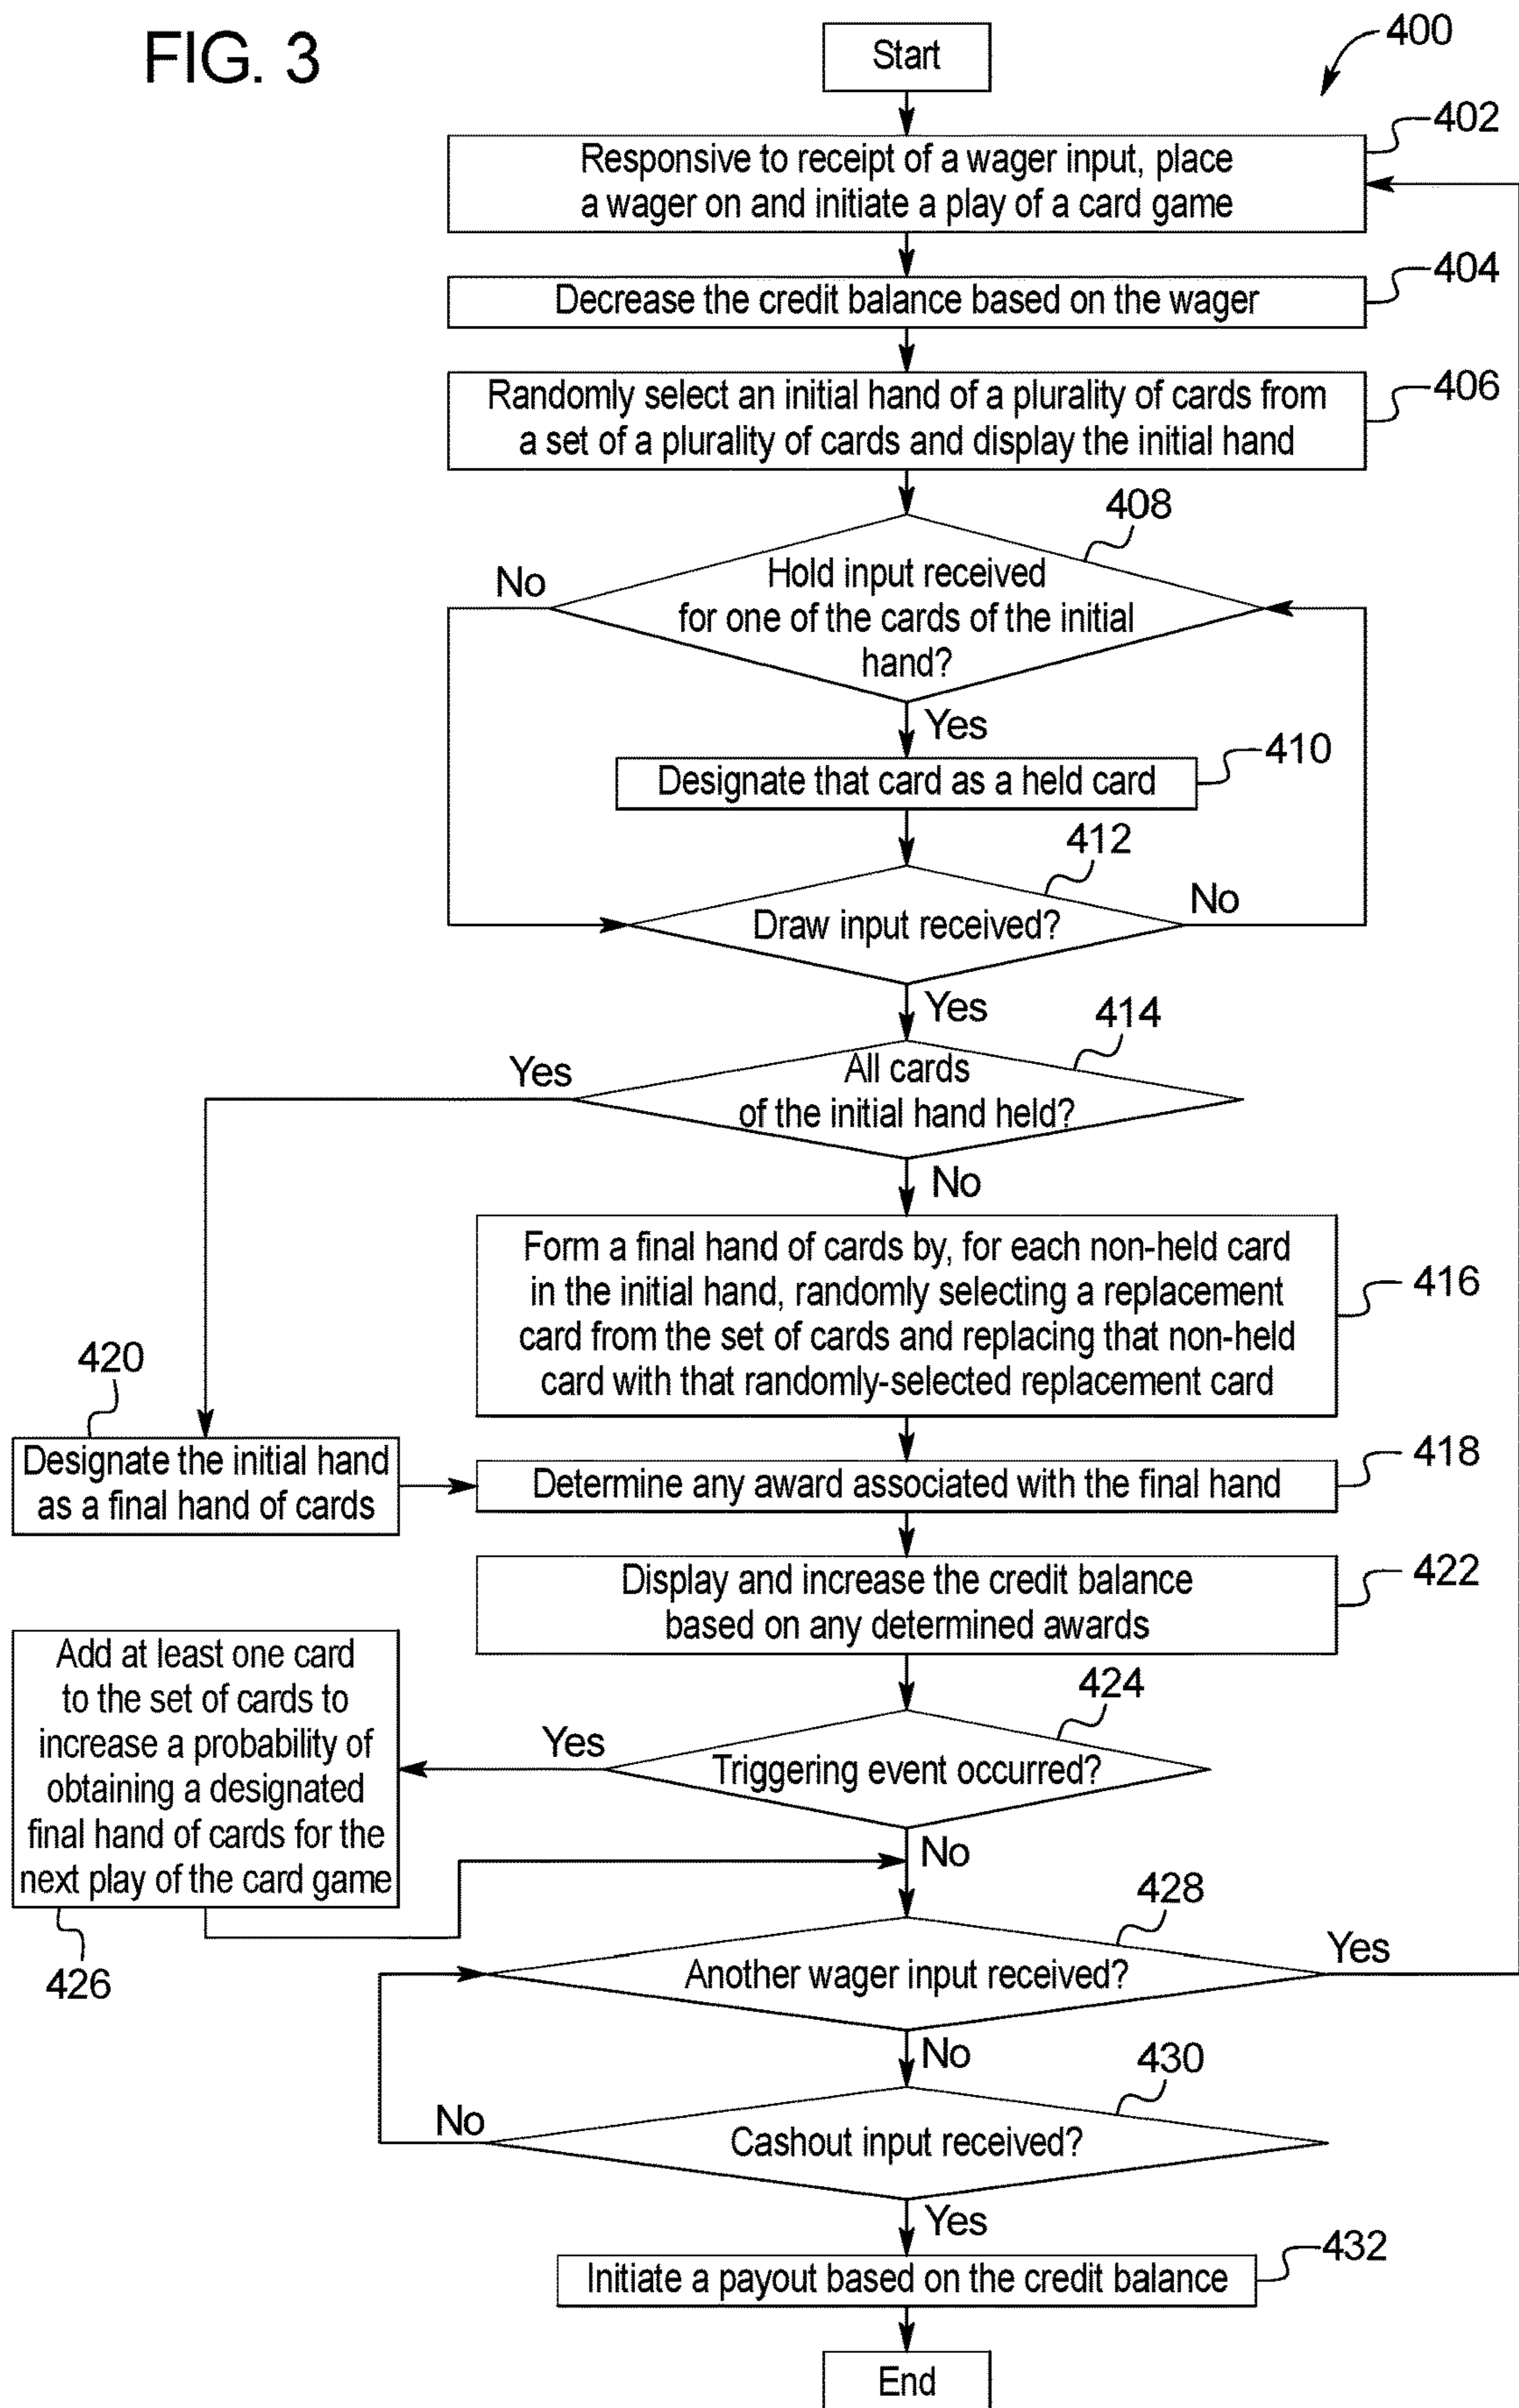 FIG. 3
Start
400
402
Responsive to receipt of a wager input, place
a wager on and initiate a play of a card game
404
Decrease the credit balance based on the wager
406
Randomly select an initial hand of a plurality of cards from
a set of a plurality of cards and display the initial hand
408
No
Hold input received
for one of the cards of the initial
hand?
Yes
410
Designate that card as a held card
412
No
Draw input received?
Yes
414
Yes
All cards
of the initial hand held?
No
Form a final hand of cards by, for each non-held card
in the initial hand, randomly selecting a replacement
card from the set of cards and replacing that non-held
card with that randomly-selected replacement card
416
420
Designate the initial hand
as a final hand of cards
418
Determine any award associated with the final hand
422
Display and increase the credit balance
based on any determined awards
Add at least one card
to the set of cards to
increase a probability of
obtaining a designated
final hand of cards for the
next play of the card game
426
424
Yes
Triggering event occurred?
No
428
Yes
Another wager input received?
No
430
No
Cashout input received?
Yes
432
Initiate a payout based on the credit balance
End